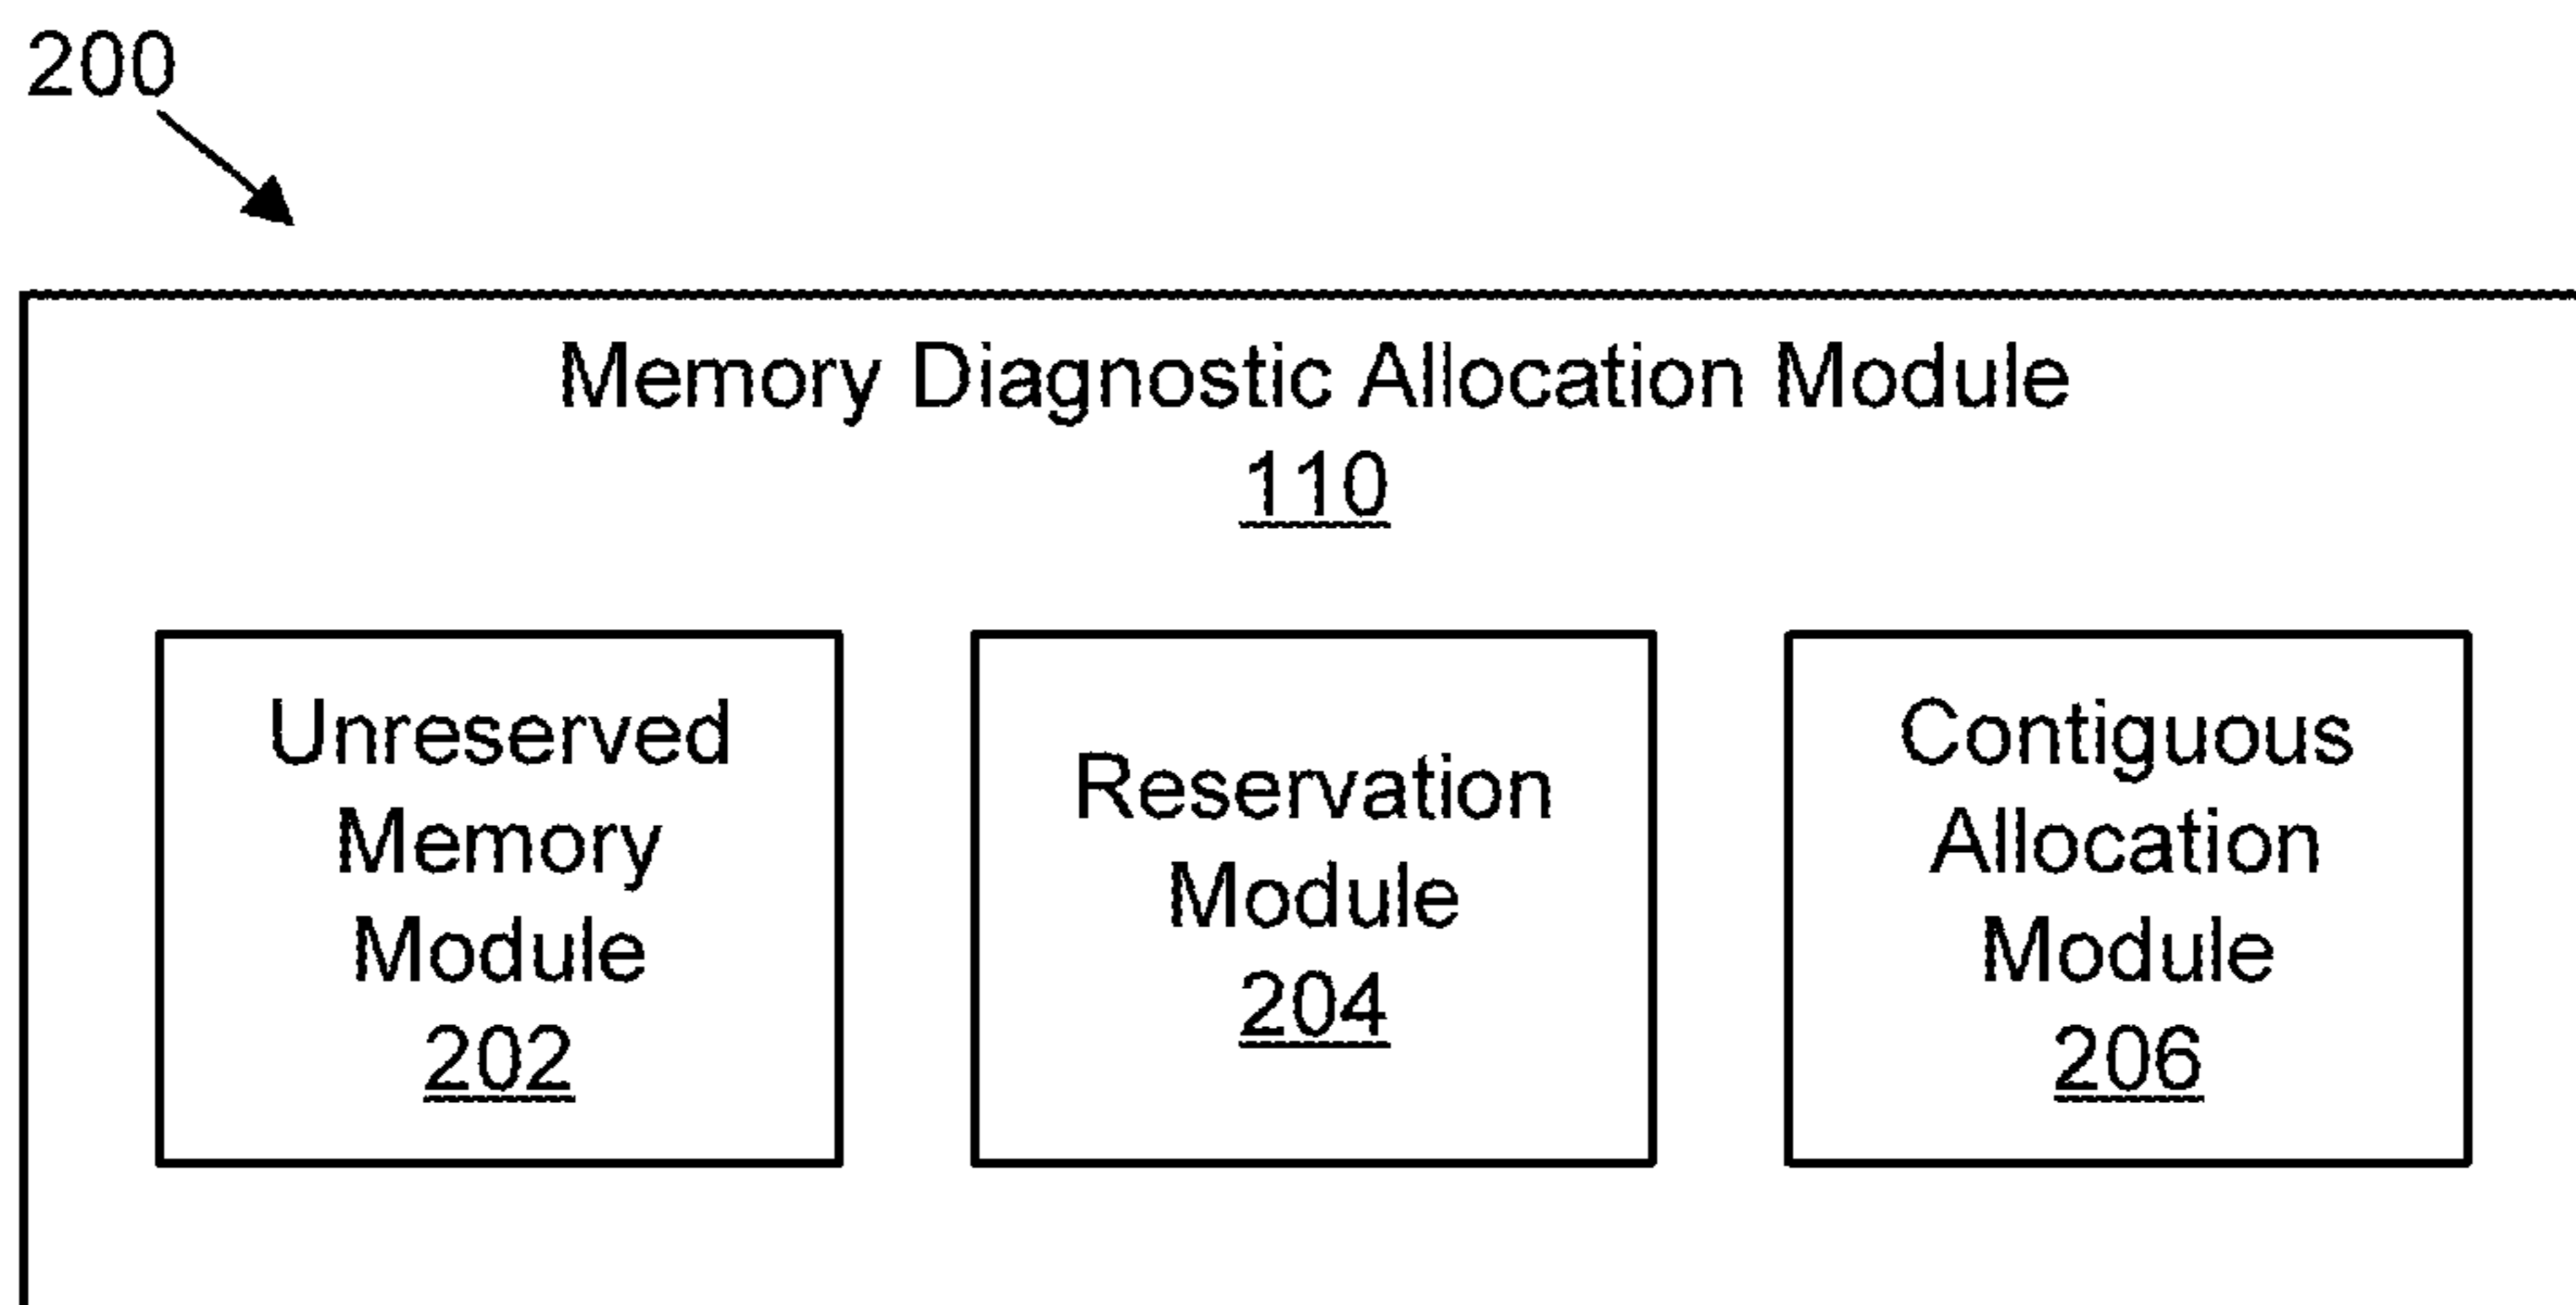 200
Memory Diagnostic Allocation Module
110
Unreserved
Memory
Module
202
Reservation
Module
204
Contiguous
Allocation
Module
206